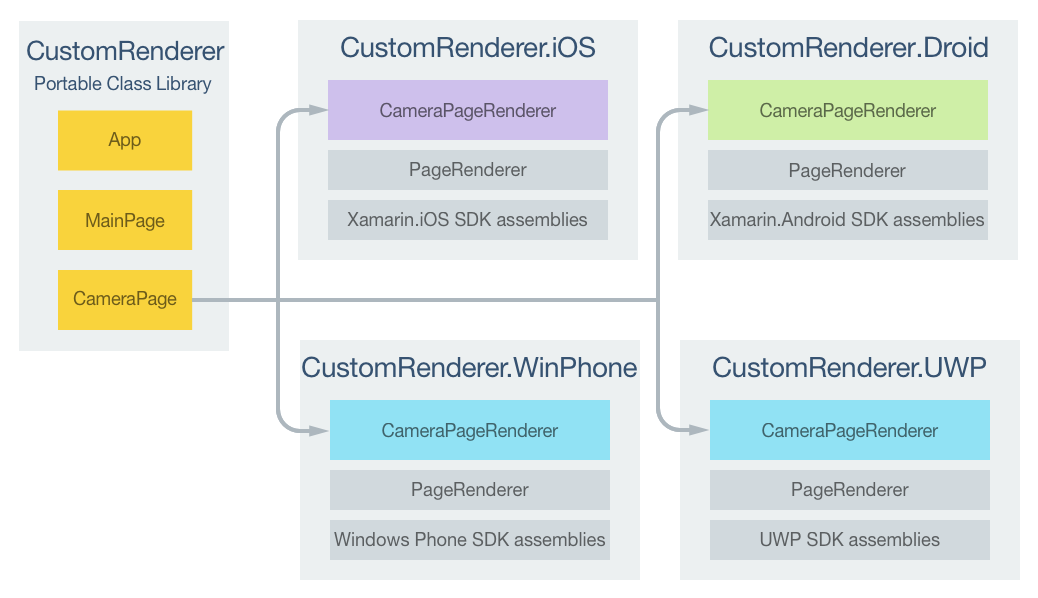 CustomRenderer
Portable Class Library
App
MainPage
CameraPage
CustomRenderer.iOS
CameraPageRenderer
PageRenderer
Xamarin.iOS SDK assemblies
CustomRenderer.Droid
CameraPageRenderer
PageRenderer
Xamarin.Android SDK assemblies
CustomRenderer.WinPhone
CameraPageRenderer
PageRenderer
Windows Phone SDK assemblies
CustomRenderer.UWP
CameraPageRenderer
PageRenderer
UWP SDK assemblies